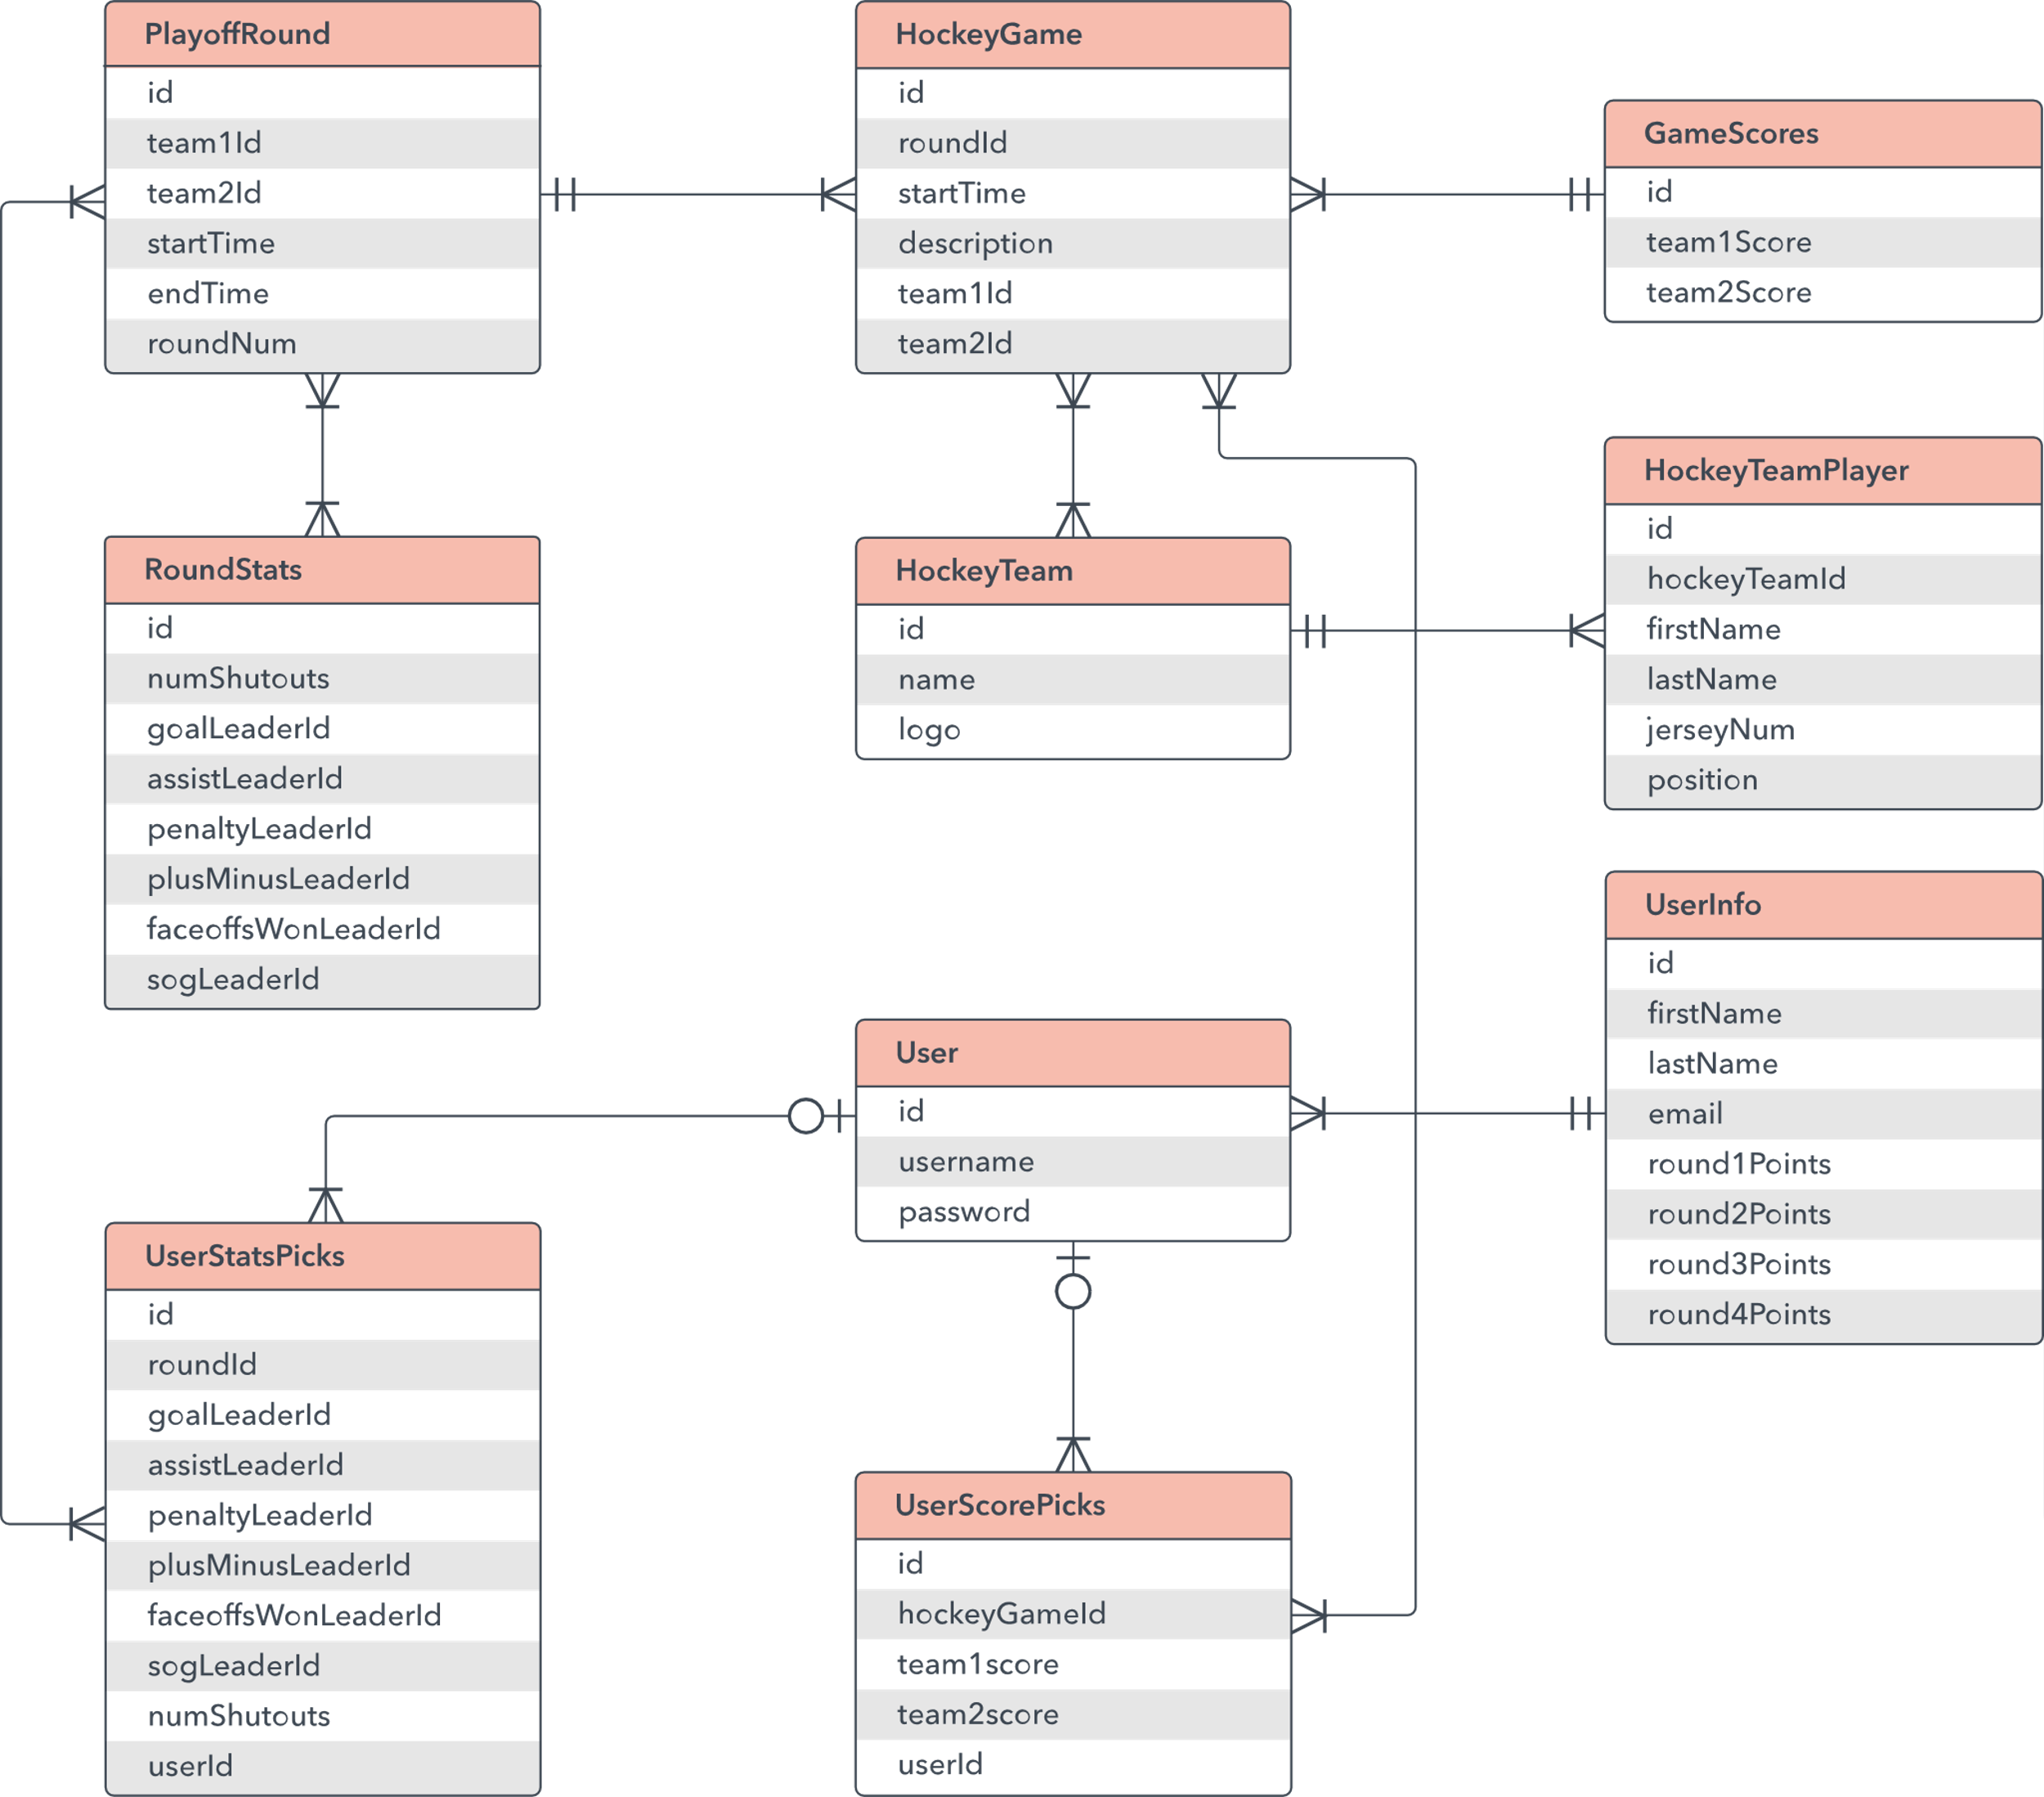 PlayoffRound
id
team1Id
team2Id
startTime
endTime
roundNum
HockeyGame
id
roundId
startTime
description
team1Id
team2Id
GameScores
id
team1Score
team2Score
RoundStats
id
numShutouts
goalLeaderId
assistLeaderId
penaltyLeaderId
plusMinusLeaderId
faceoffsWonLeaderId
sogLeaderId
HockeyTeam
id
name
logo
HockeyTeamPlayer
id
hockeyTeamId
firstName
lastName
jerseyNum
position
User
id
username
password
UserInfo
id
firstName
lastName
email
round1Points
round2Points
round3Points
round4Points
UserStatsPicks
id
roundId
goalLeaderId
assistLeaderId
penaltyLeaderId
plusMinusLeaderId
faceoffsWonLeaderId
sogLeaderId
numShutouts
userId
UserScorePicks
id
hockeyGameId
team1score
team2score
userId